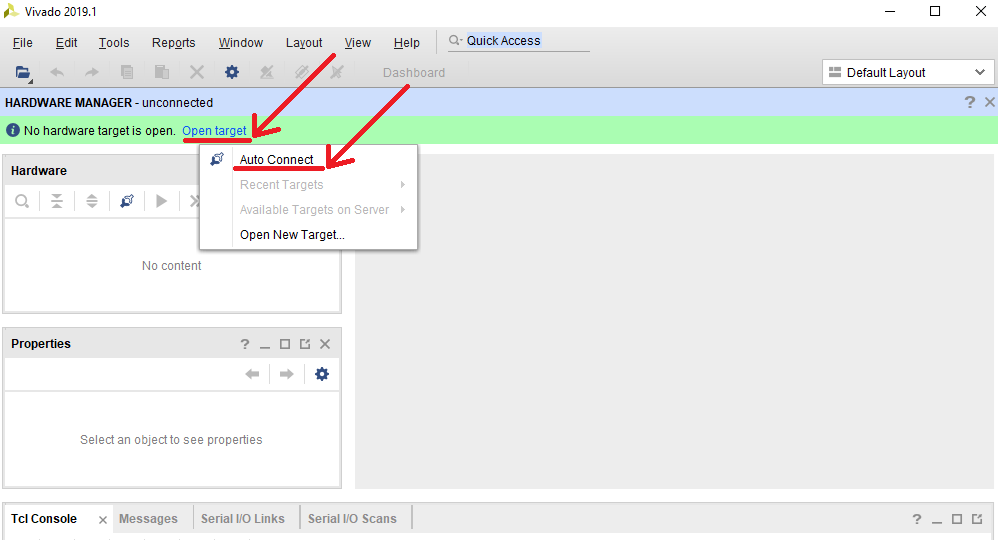 Vivado 2019.1
File Edit Tools Reports Window Layout View Help Quick Access
Dashboard Default Layout
HARDWARE MANAGER - unconnected ?
No hardware target is open. Open target
Auto Connect
Recent Targets
Available Targets on Server
Open New Target...
Hardware
No content
Properties ?
Select an object to see properties
Tcl Console Messages Serial I/O Links Serial I/O Scans ?